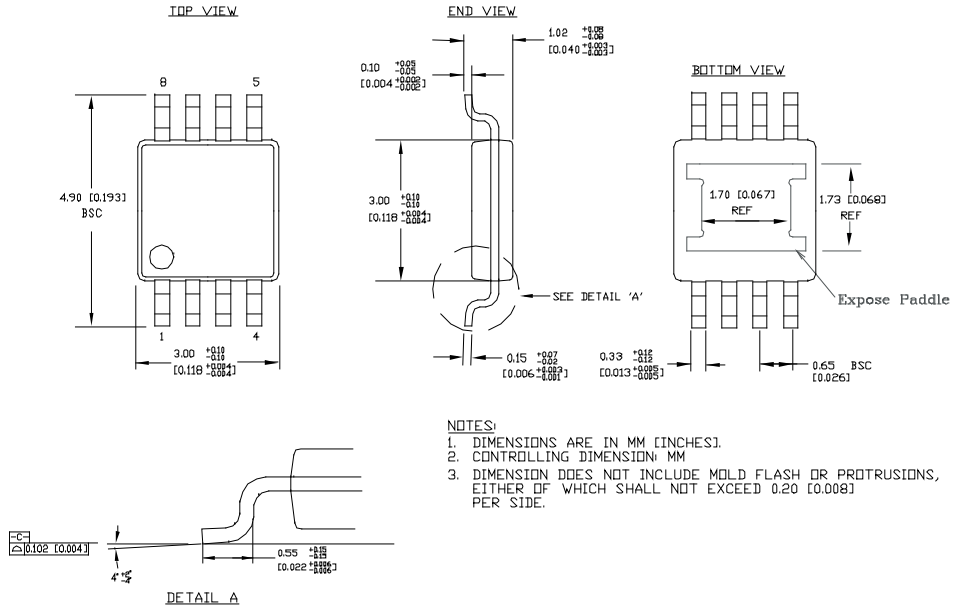 TOP VIEW
8 5
4.90 [0.193]
BSC
1 4
3.00 +0.10 -0.10
[0.118 +0.004 -0.004]
END VIEW
1.02
[0.040 +0.003 -0.003]
0.10 +0.05 -0.05
[0.004 +0.002 -0.002]
3.00 +0.10 -0.10
[0.118 +0.004 -0.004]
SEE DETAIL 'A'
0.15 +0.07 -0.02
[0.006 +0.003 -0.001]
BOTTOM VIEW
1.70 [0.067]
REF
1.73 [0.068]
REF
Expose Paddle
0.33 +0.12 -0.12
[0.013 +0.005 -0.005]
0.65 BSC
[0.026]
NOTES:
1. DIMENSIONS ARE IN MM [INCHES].
2. CONTROLLING DIMENSION: MM
3. DIMENSION DOES NOT INCLUDE MOLD FLASH OR PROTRUSIONS,
EITHER OF WHICH SHALL NOT EXCEED 0.20 [0.008]
PER SIDE.
-C-
0.102 [0.004]
4°
0.55 +0.15 -0.15
[0.022 +0.006 -0.006]
DETAIL A